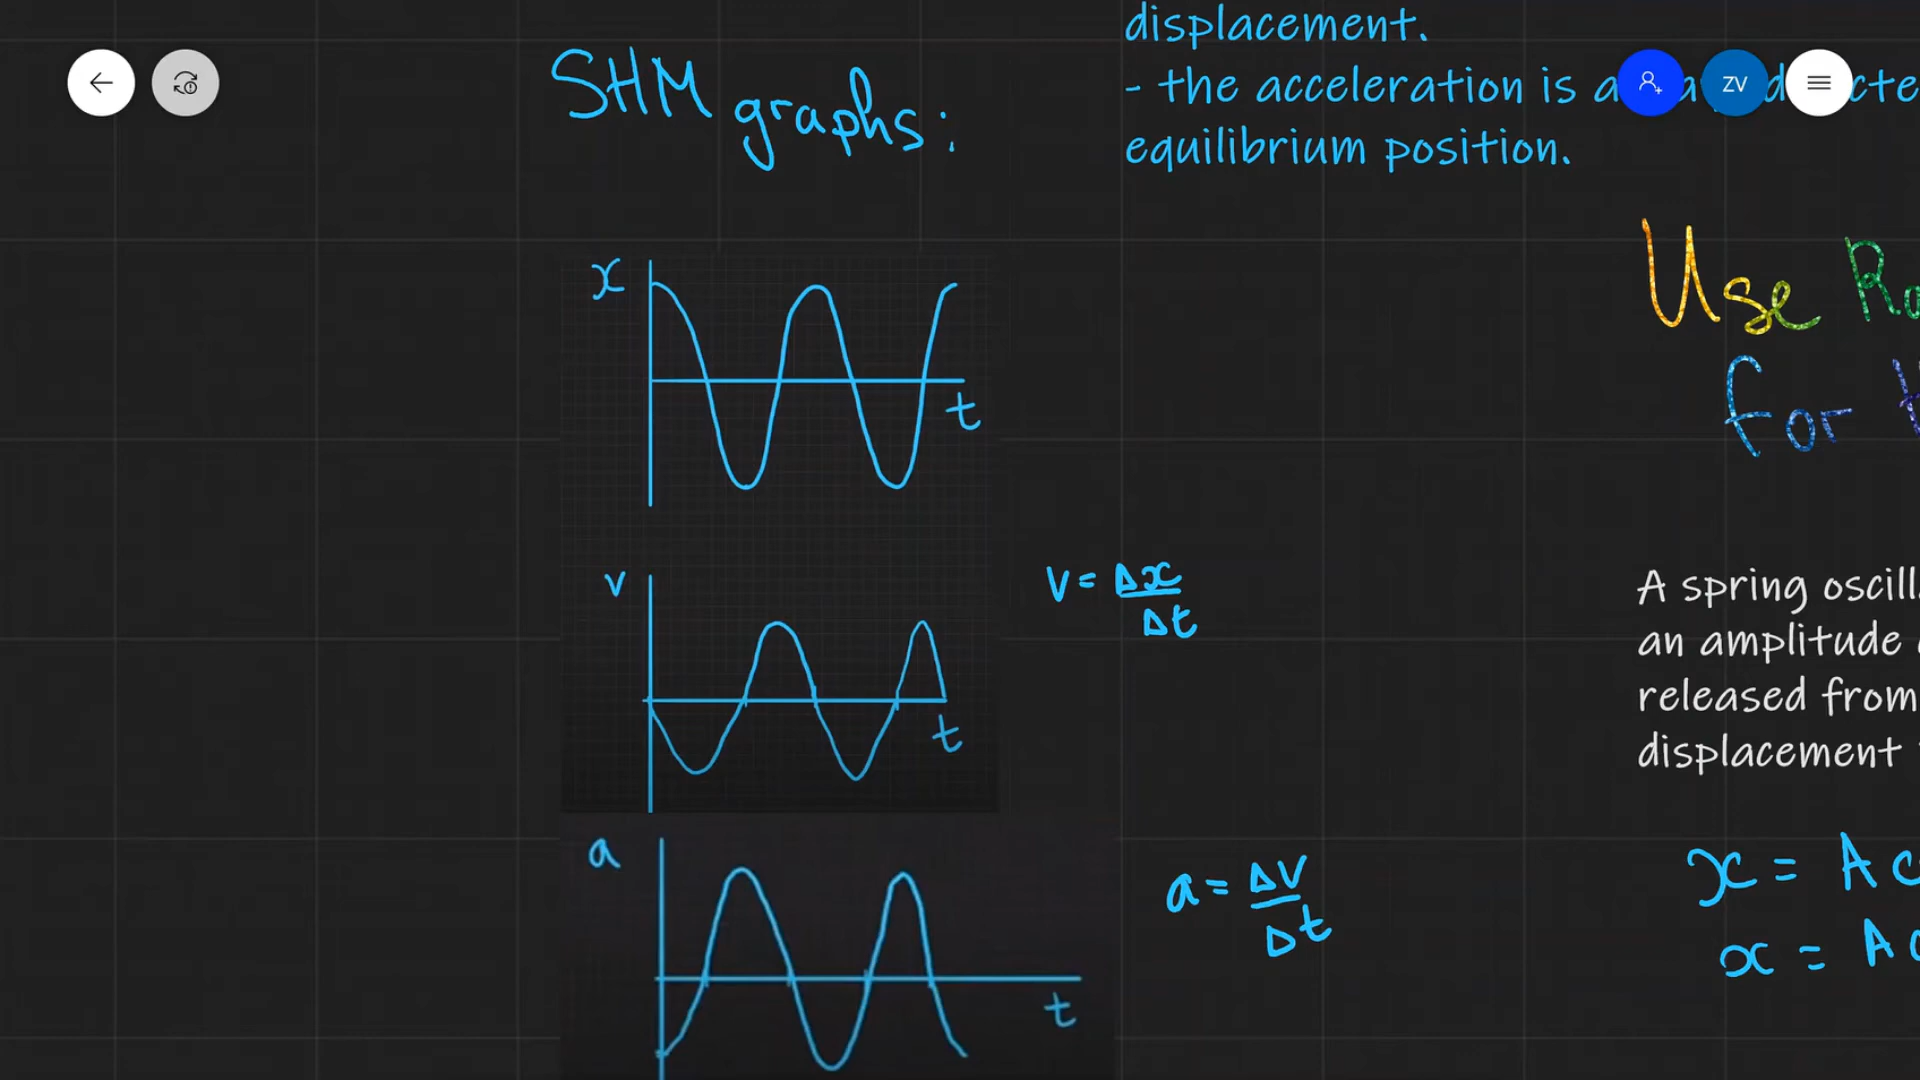 displacement.
- the acceleration is
equilibrium position.
SHM graphs:
ZV
Use
for
x
t
v
t
V = Δx
Δt
a
t
a = ΔV
Δt
A spring
an amplitude
released from
displacement
x = A
x = A